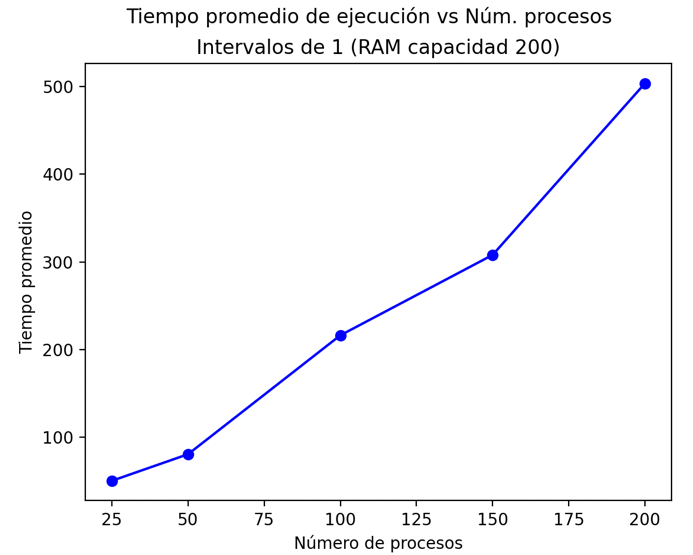 Tiempo promedio de ejecución vs Núm. procesos
Intervalos de 1 (RAM capacidad 200)
500
400
300
200
100
Tiempo promedio
25 50 75 100 125 150 175 200
Número de procesos